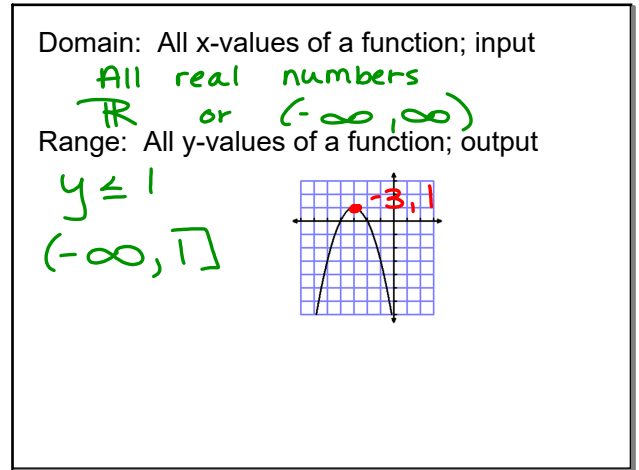 Domain: All x-values of a function; input
All real numbers
ℝ or (-∞, ∞)
Range: All y-values of a function; output
y ≤ 1
-3, 1
(-∞, 1]